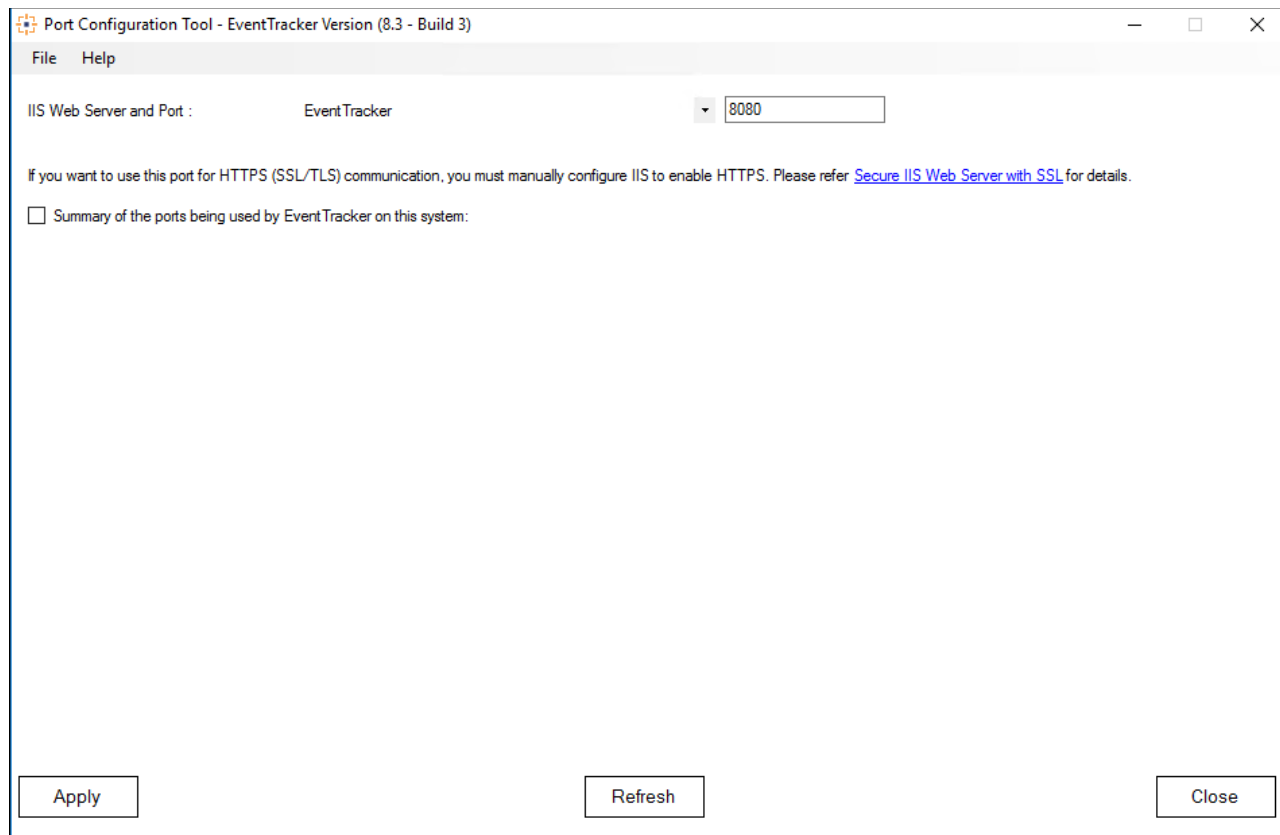 Port Configuration Tool - EventTracker Version (8.3 - Build 3)
File Help
IIS Web Server and Port : EventTracker 8080
If you want to use this port for HTTPS (SSL/TLS) communication, you must manually configure IIS to enable HTTPS. Please refer Secure IIS Web Server with SSL for details.
Summary of the ports being used by EventTracker on this system:
Apply Refresh Close